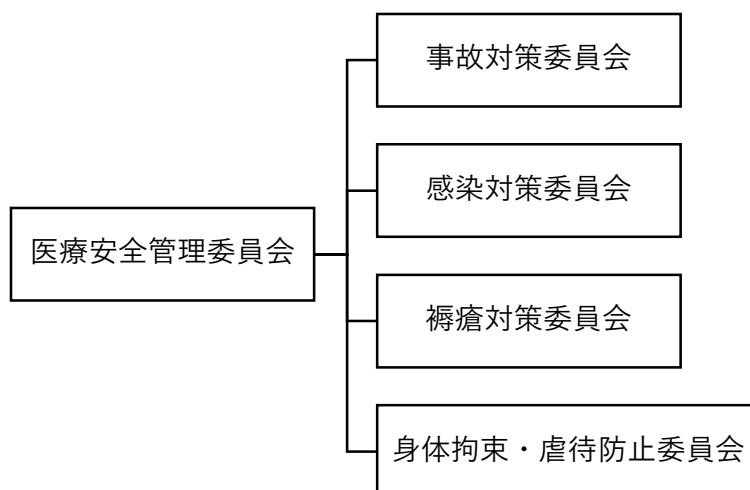 事故対策委員会
感染対策委員会
医療安全管理委員会
褥瘡対策委員会
身体拘束・虐待防止委員会